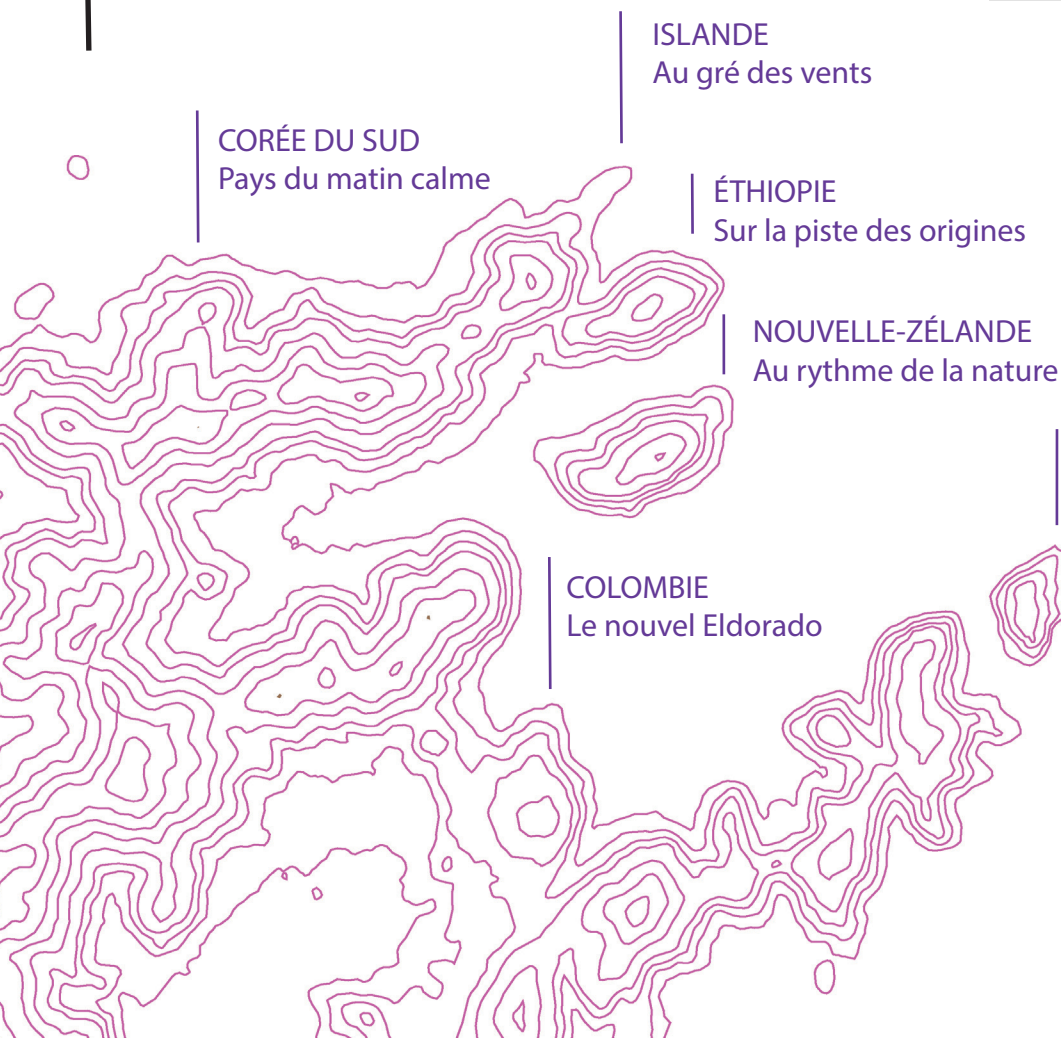 ISLANDE
Au gré des vents
CORÉE DU SUD
Pays du matin calme
ÉTHIOPIE
Sur la piste des origines
NOUVELLE-ZÉLANDE
Au rythme de la nature
COLOMBIE
Le nouvel Eldorado